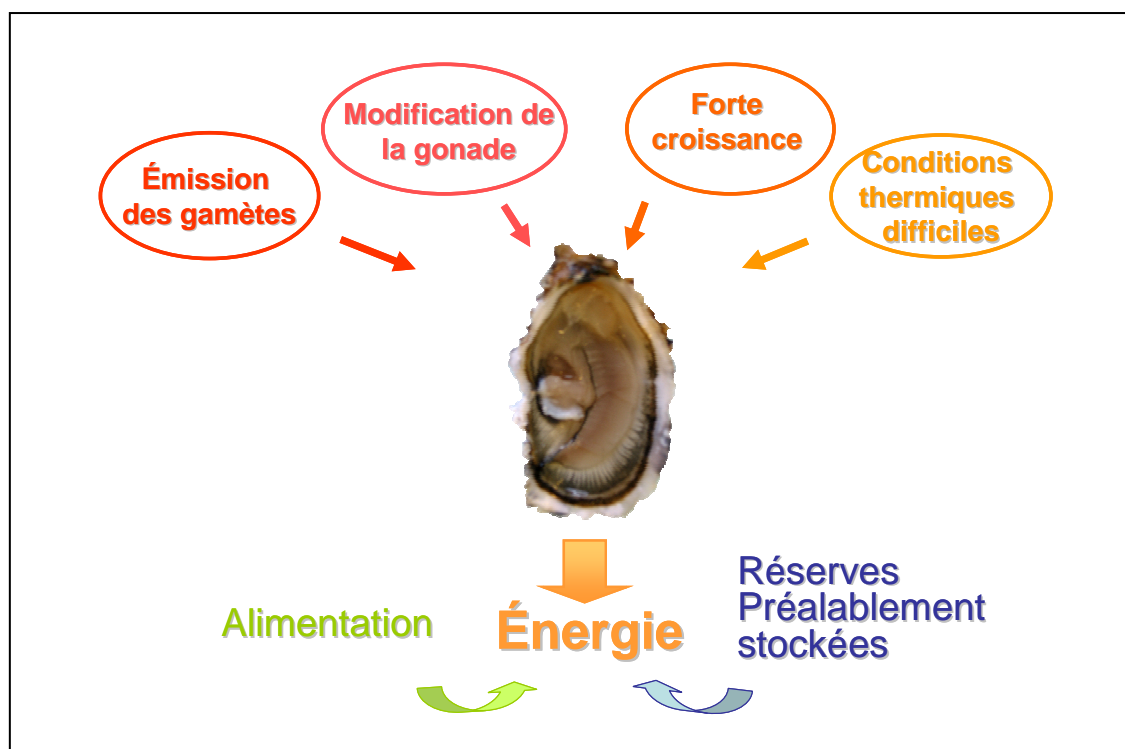 Émission
des gamètes
Modification de
la gonade
Forte
croissance
Conditions
thermiques
difficiles
Alimentation
Énergie
Réserves
Préalablement
stockées